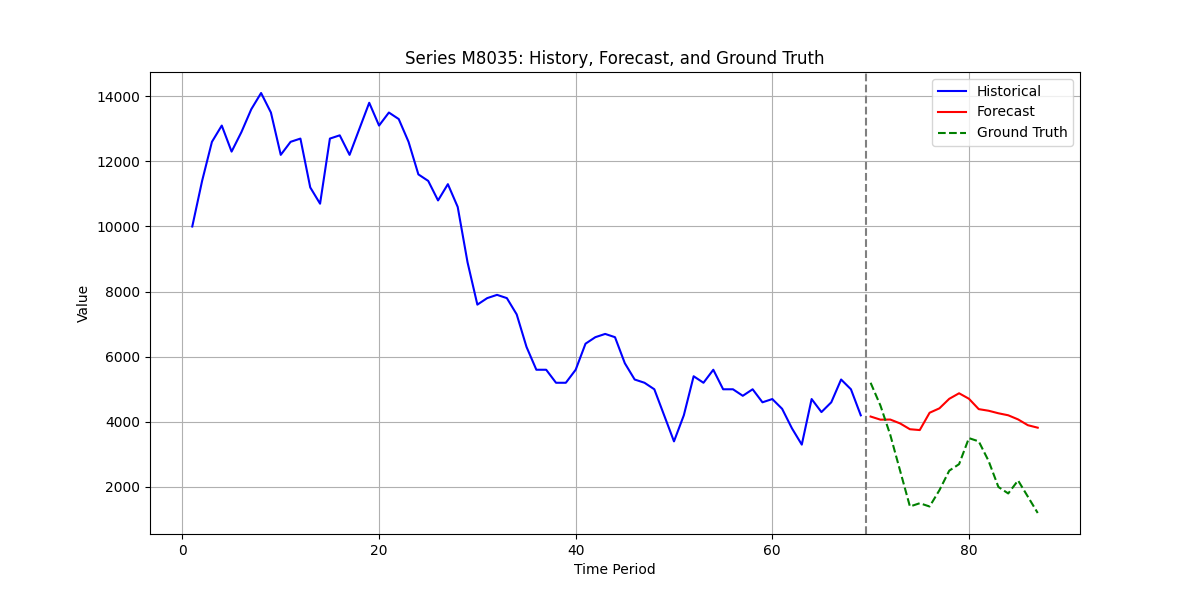 Series M8035: History, Forecast, and Ground Truth
Historical
Forecast
Ground Truth
Value
14000
12000
10000
8000
6000
4000
2000
0
20
40
60
80
Time Period